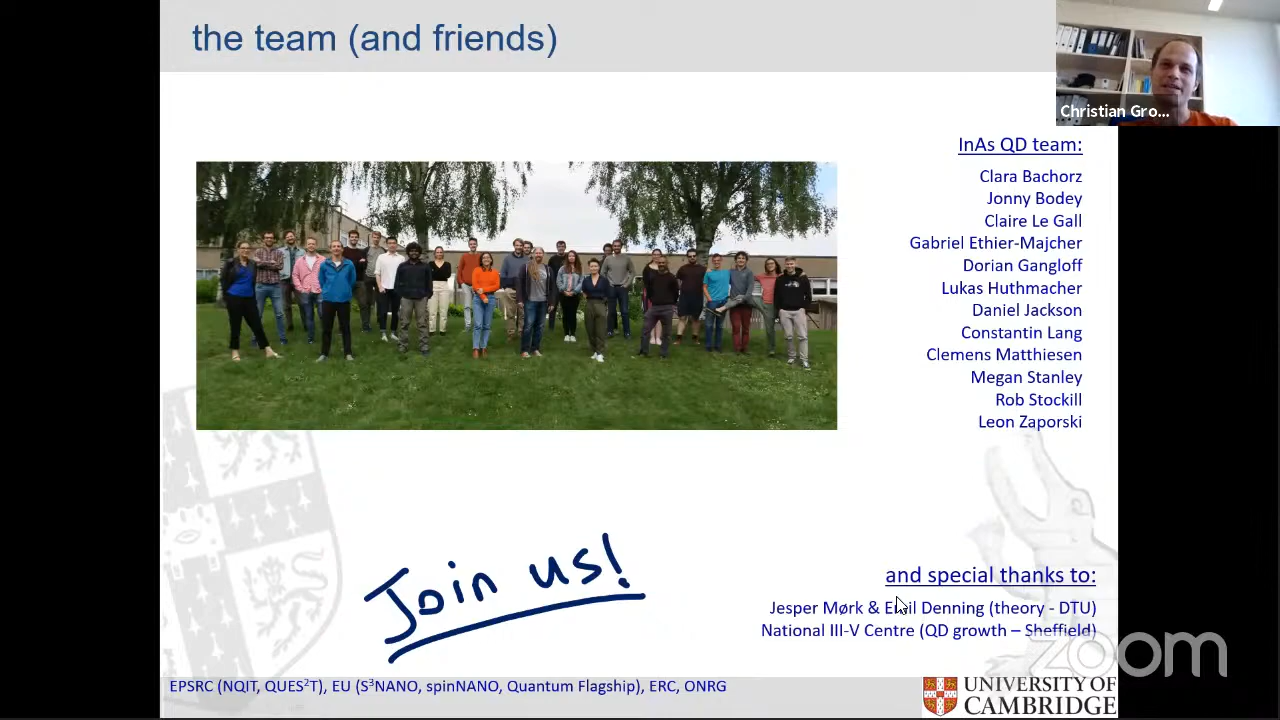 the team (and friends)
Christian Gro...
InAs QD team:
Clara Bachorz
Jonny Bodey
Claire Le Gall
Gabriel Ethier-Majcher
Dorian Gangloff
Lukas Huthmacher
Daniel Jackson
Constantin Lang
Clemens Matthiesen
Megan Stanley
Rob Stockill
Leon Zaporski
Join us!
and special thanks to:
Jesper Mørk & Emil Denning (theory - DTU)
National III-V Centre (QD growth – Sheffield)
zoom
EPSRC (NQIT, QUES²T), EU (S³NANO, spinNANO, Quantum Flagship), ERC, ONRG
UNIVERSITY OF
CAMBRIDGE